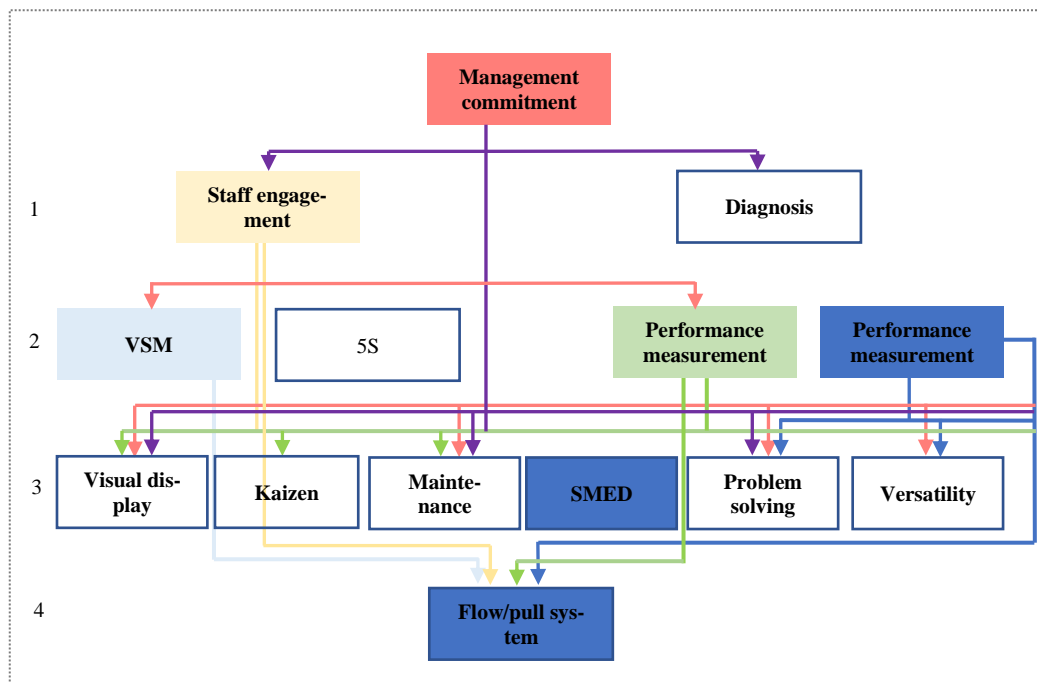 Management
commitment
1
Staff engage-
ment
Diagnosis
2
VSM
5S
Performance
measurement
Performance
measurement
3
Visual dis-
play
Kaizen
Mainte-
nance
SMED
Problem
solving
Versatility
4
Flow/pull sys-
tem